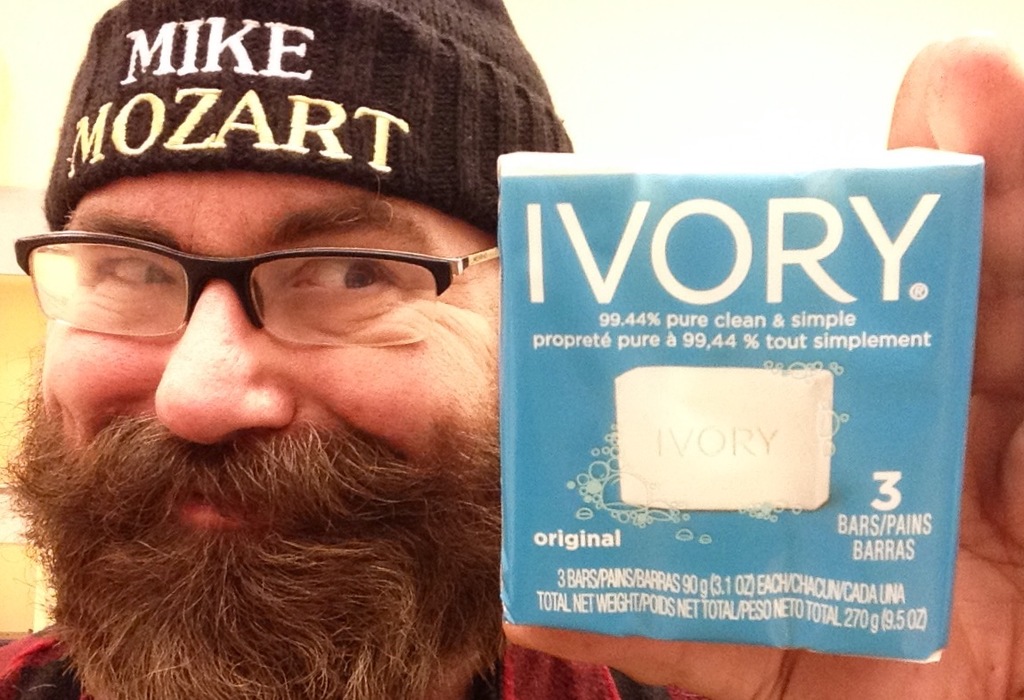 MIKE
MOZART
IVORY®
99.44% pure clean & simple
propreté pure à 99,44 % tout simplement
IVORY
3
BARS/PAINS
BARRAS
original
3 BARS/PAINS/BARRAS 90 g (3.1 OZ) EACH/CHACUN/CADA UNA
TOTAL NET WEIGHT/POIDS NET TOTAL/PESO NETO TOTAL 270 g (9.5 OZ)